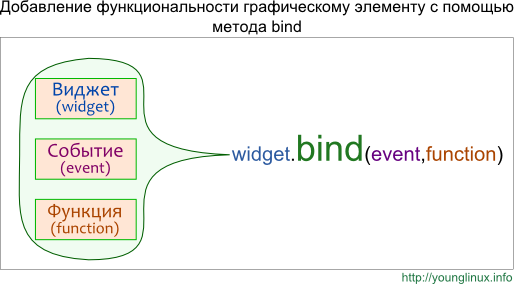 Добавление функциональности графическому элементу с помощью
метода bind
Виджет
(widget)
Событие
(event)
Функция
(function)
widget.bind(event,function)
http://younglinux.info